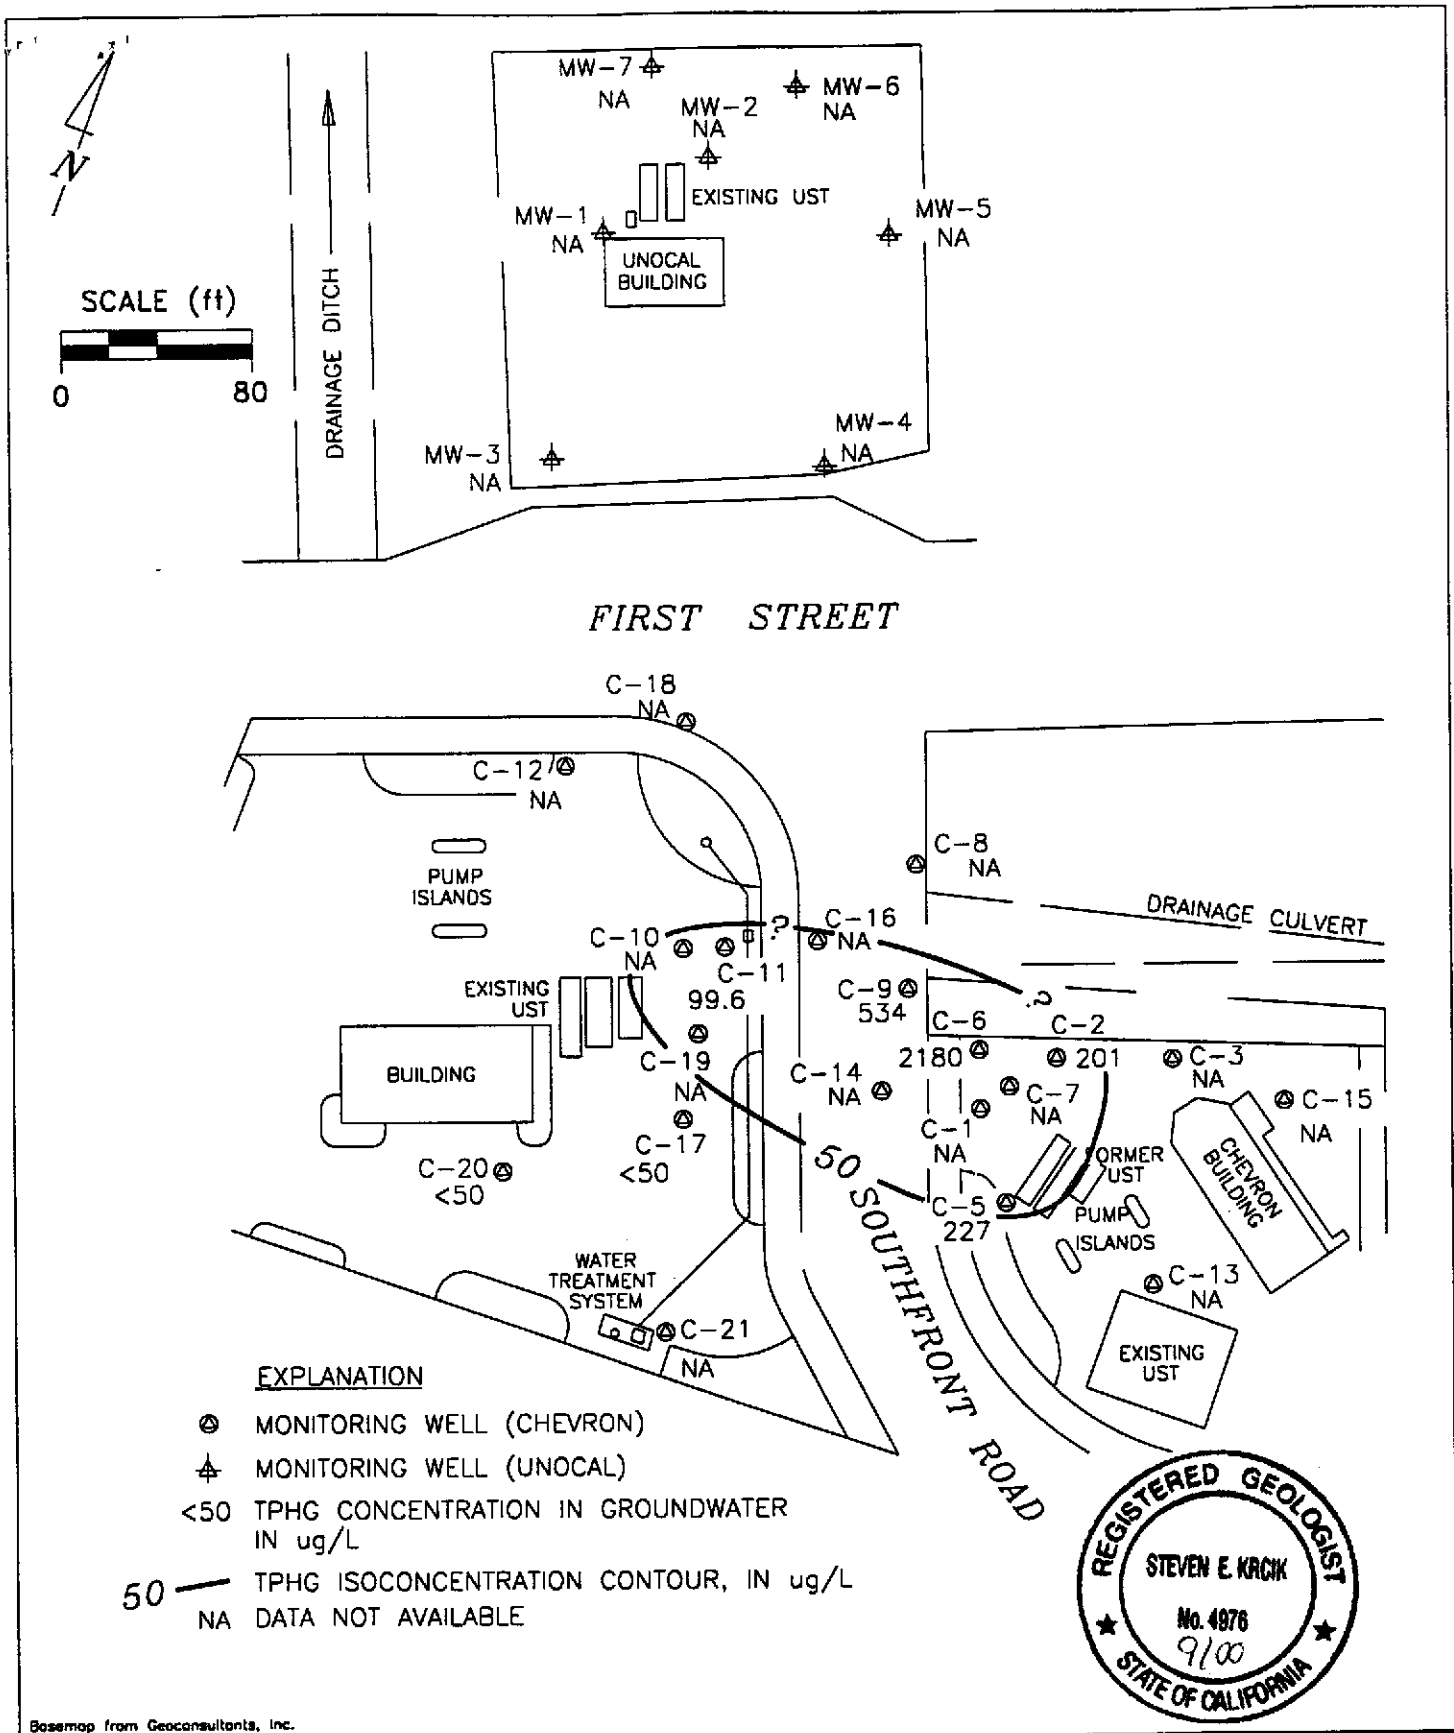 N
SCALE (ft)
0 80
DRAINAGE DITCH
MW-7
NA
MW-6
NA
MW-2
NA
EXISTING UST
MW-1
NA
MW-5
NA
UNOCAL
BUILDING
MW-3
NA
MW-4
NA
FIRST STREET
C-18
NA
C-12
NA
PUMP
ISLANDS
C-8
NA
DRAINAGE CULVERT
C-10
NA
?
C-16
NA
C-11
99.6
EXISTING
UST
C-9
534
?
C-6
2180
C-2
201
C-3
NA
C-19
NA
C-14
NA
C-7
NA
C-1
NA
C-15
NA
BUILDING
C-17
<50
C-20
<50
50
FORMER
UST
CHEVRON
BUILDING
C-5
227
PUMP
ISLANDS
SOUTHFRONT ROAD
WATER
TREATMENT
SYSTEM
C-13
NA
C-21
NA
EXISTING
UST
EXPLANATION
MONITORING WELL (CHEVRON)
MONITORING WELL (UNOCAL)
<50 TPHG CONCENTRATION IN GROUNDWATER
IN ug/L
50 TPHG ISOCONCENTRATION CONTOUR, IN ug/L
NA DATA NOT AVAILABLE
REGISTERED GEOLOGIST
STEVEN E. KRCIK
No. 4976
9/00
STATE OF CALIFORNIA
Basemap from Geoconsultants, Inc.